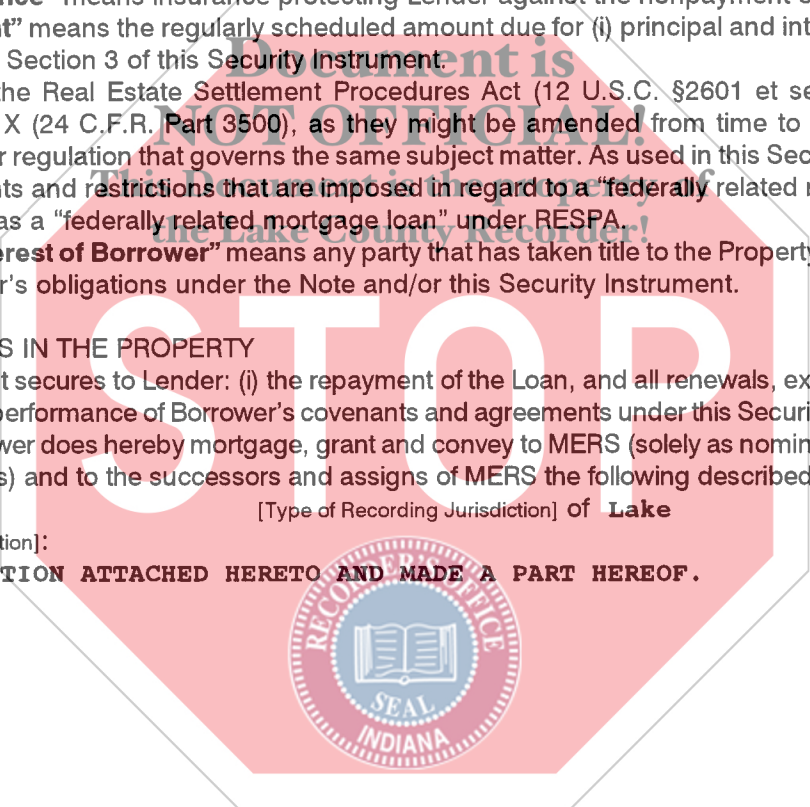 means insurance protecting Lender against the nonpayment
t” means the regularly scheduled amount due for (i) principal and int
Section 3 of this Security Instrument.
Document is
the Real Estate Settlement Procedures Act (12 U.S.C. §2601 et se
NOT OFFICIAL!
X (24 C.F.R. Part 3500), as they might be amended from time to
r regulation that governs the same subject matter. As used in this Sec
This Document is the property of
ts and restrictions that are imposed in regard to a “federally related
as a “federally related mortgage loan” under RESPA.
the Lake County Recorder!
erest of Borrower” means any party that has taken title to the Property
r’s obligations under the Note and/or this Security Instrument.
STOP
S IN THE PROPERTY
t secures to Lender: (i) the repayment of the Loan, and all renewals, ex
performance of Borrower’s covenants and agreements under this Securi
wer does hereby mortgage, grant and convey to MERS (solely as nomin
s) and to the successors and assigns of MERS the following described
[Type of Recording Jurisdiction] of Lake
tion]:
TION ATTACHED HERETO AND MADE A PART HEREOF.
RECORDER’S OFFICE
SEAL
INDIANA